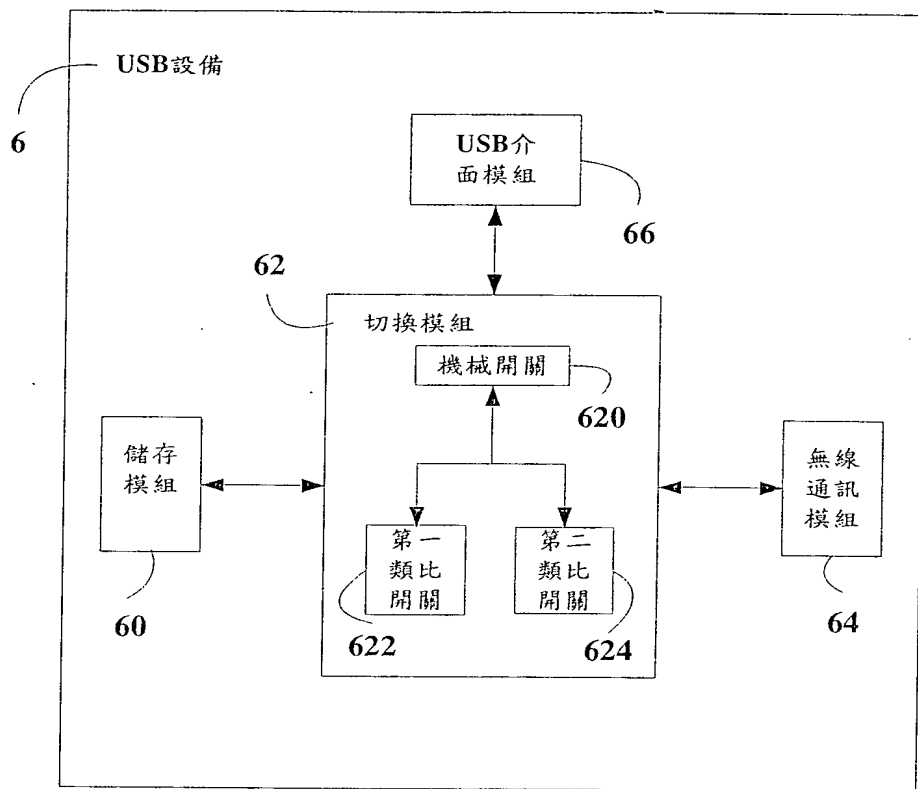 USB設備
6
USB介
面模組
66
62
切換模組
機械開關
620
儲存
模組
60
無線
通訊
模組
64
第一
類比
開關
622
第二
類比
開關
624